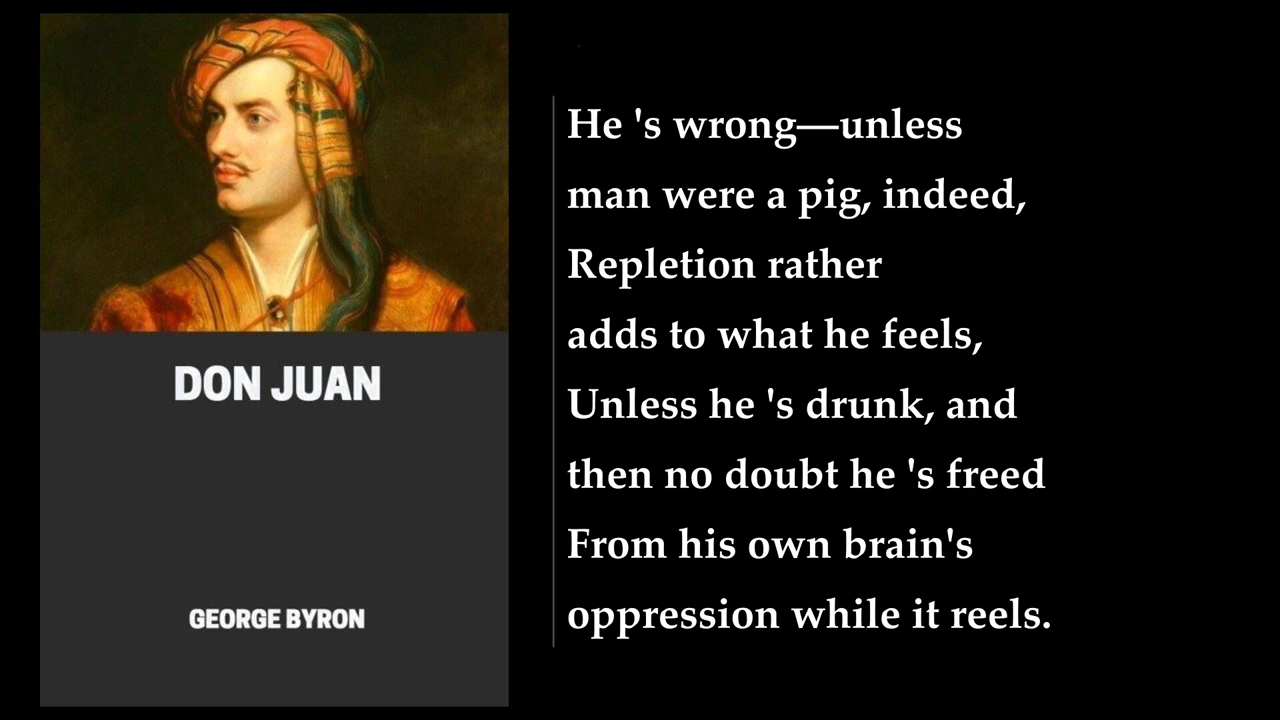 DON JUAN
GEORGE BYRON
He 's wrong—unless
man were a pig, indeed,
Repletion rather
adds to what he feels,
Unless he 's drunk, and
then no doubt he 's freed
From his own brain's
oppression while it reels.